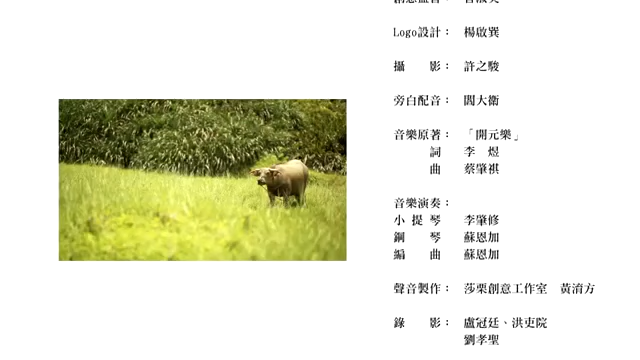 Logo設計： 楊啟巽
攝　　影： 許之駿
旁白配音： 閻大衛
音樂原著： 「開元樂」
詞　李　煜
曲　蔡肇祺
音樂演奏：
小 提 琴　李肇修
鋼　　琴　蘇恩加
編　　曲　蘇恩加
聲音製作： 莎栗創意工作室　黃淯方
錄　　影： 盧冠廷、洪吏院
劉孝聖